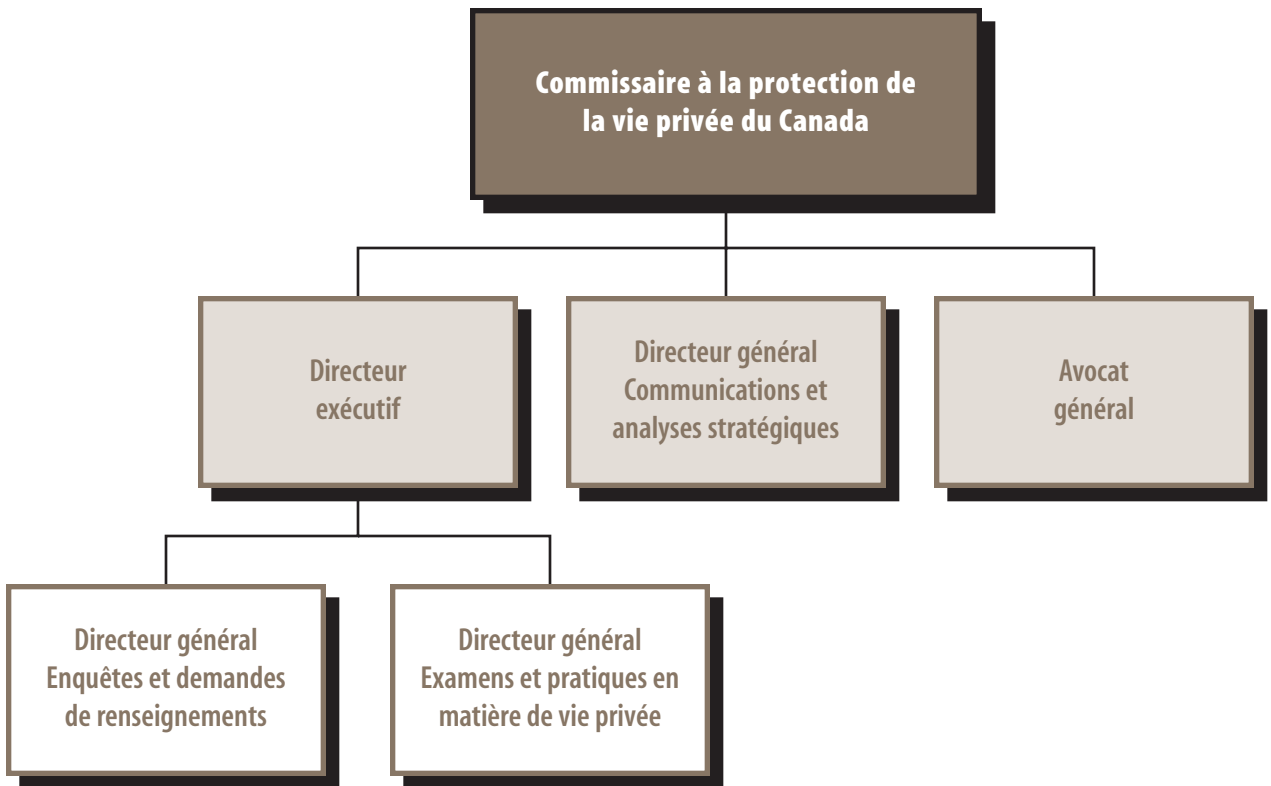 Commissaire à la protection de
la vie privée du Canada
Directeur
exécutif
Directeur général
Communications et
analyses stratégiques
Avocat
général
Directeur général
Enquêtes et demandes
de renseignements
Directeur général
Examens et pratiques en
matière de vie privée